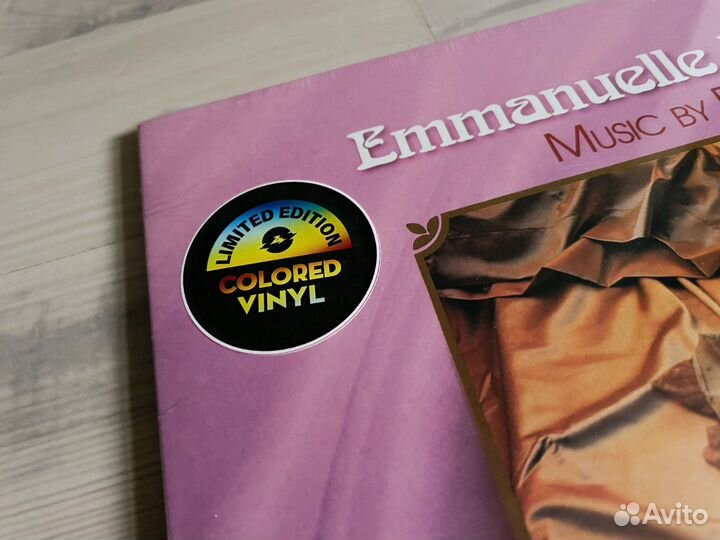 Emmanuelle
MUSIC BY
LIMITED EDITION
COLORED
VINYL
Avito